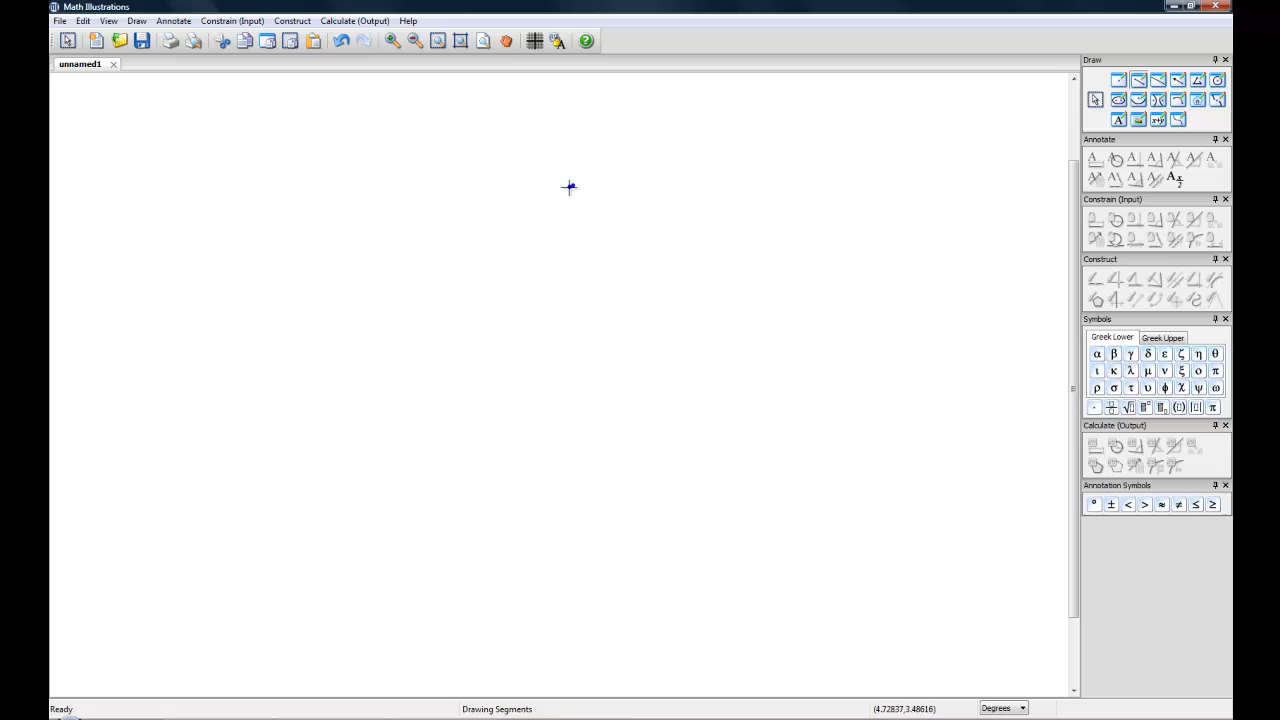 Math Illustrations
File Edit View Draw Annotate Constrain (Input) Construct Calculate (Output) Help
unnamed1
Draw
A x+y
Annotate
Constrain (Input)
Construct
Symbols
Greek Lower Greek Upper
α β γ δ ε ζ η θ
ι κ λ μ ν ξ ο π
ρ σ τ υ φ χ ψ ω
π
Calculate (Output)
Annotation Symbols
° ± < > ≈ ≠ ≤ ≥
Ready Drawing Segments (4.72837,3.48616) Degrees